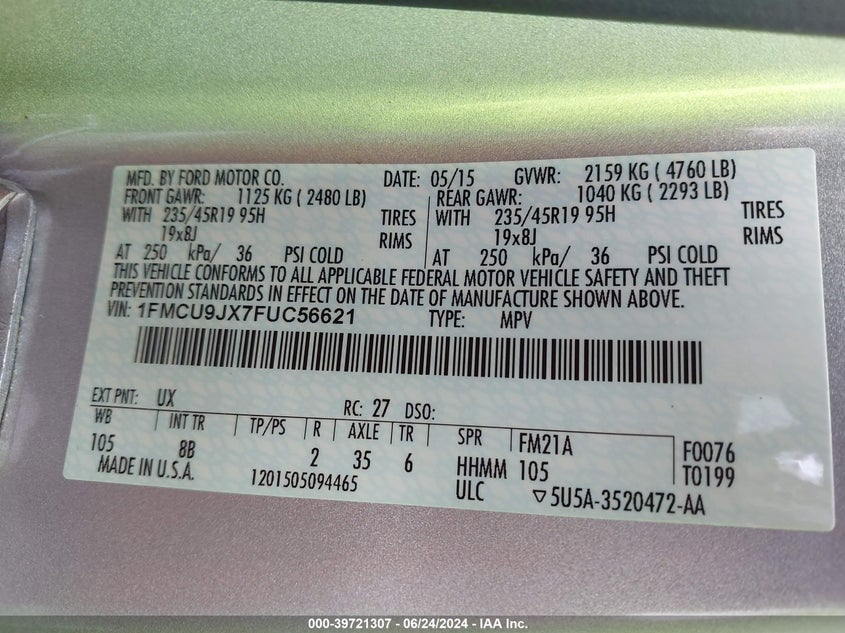 MFD. BY FORD MOTOR CO. DATE: 05/15 GVWR: 2159 KG ( 4760 LB)
FRONT GAWR: 1125 KG ( 2480 LB) REAR GAWR: 1040 KG ( 2293 LB)
WITH 235/45R19 95H TIRES WITH 235/45R19 95H TIRES
19x8J RIMS 19x8J RIMS
AT 250 kPa/ 36 PSI COLD AT 250 kPa/ 36 PSI COLD
THIS VEHICLE CONFORMS TO ALL APPLICABLE FEDERAL MOTOR VEHICLE SAFETY AND THEFT
PREVENTION STANDARDS IN EFFECT ON THE DATE OF MANUFACTURE SHOWN ABOVE.
VIN: 1FMCU9JX7FUC56621 TYPE: MPV
EXT PNT: UX RC: 27 DSO:
WB INT TR TP/PS R AXLE TR SPR FM21A F0076
105 8B 2 35 6 HHMM 105 T0199
MADE IN U.S.A. 1201505094465 ULC ▽5U5A-3520472-AA
000-39721307 - 06/24/2024 - IAA Inc.